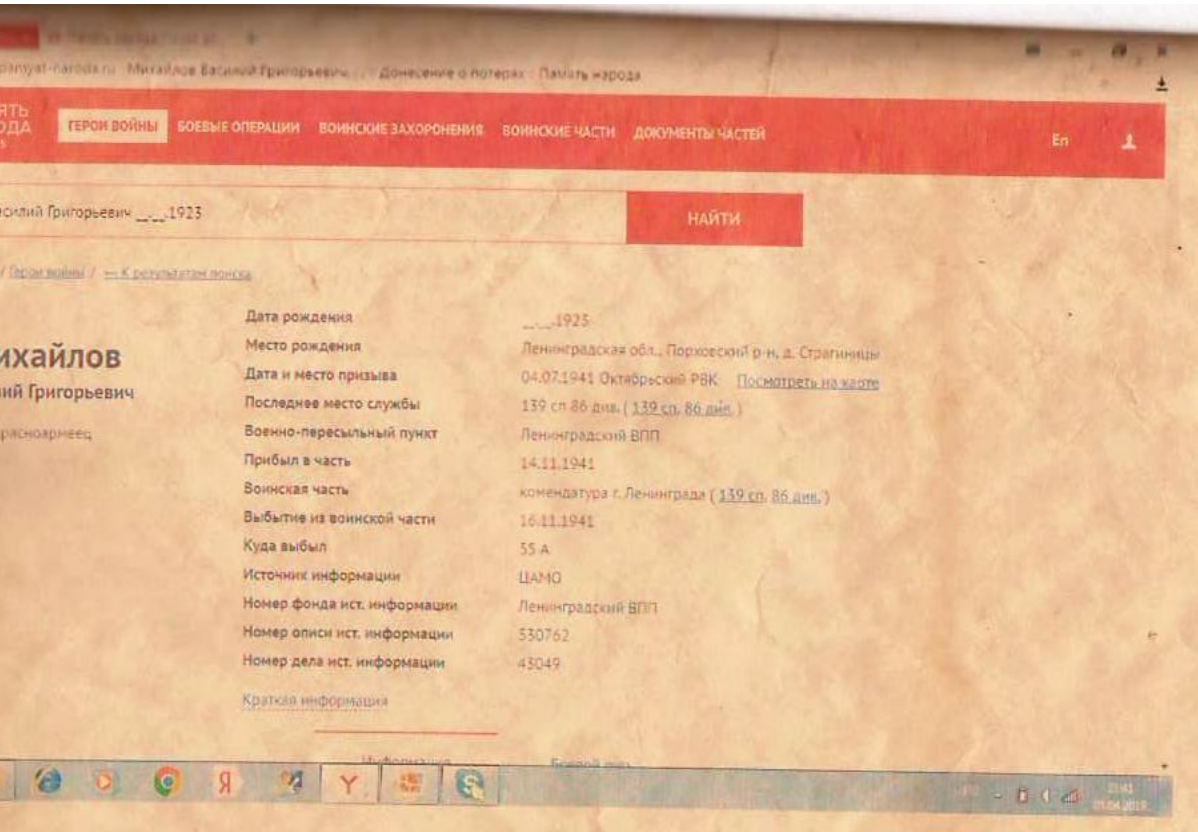 pamyat-naroda.ru Михайлов Василий Григорьевич Донесение о потерях Память народа
ЯТЬ
ОДА
ГЕРОИ ВОЙНЫ БОЕВЫЕ ОПЕРАЦИИ ВОИНСКИЕ ЗАХОРОНЕНИЯ ВОИНСКИЕ ЧАСТИ ДОКУМЕНТЫ ЧАСТЕЙ En
асилий Григорьевич __.__.1923 НАЙТИ
/ Герои войны / ← К результатам поиска
Дата рождения __.__.1923
ихайлов
Место рождения Ленинградская обл., Порховский р-н, д. Страгиницы
Дата и место призыва 04.07.1941 Октябрьский РВК Посмотреть на карте
ий Григорьевич
Последнее место службы 139 сп 86 див. ( 139 сп, 86 див. )
расноармеец
Военно-пересыльный пункт Ленинградский ВПП
Прибыл в часть 14.11.1941
Воинская часть комендатура г. Ленинграда ( 139 сп, 86 див. )
Выбытие из воинской части 16.11.1941
Куда выбыл 55 А
Источник информации ЦАМО
Номер фонда ист. информации Ленинградский ВПП
Номер описи ист. информации 530762
Номер дела ист. информации 43049
Краткая информация
Информация Боевой путь
21:41